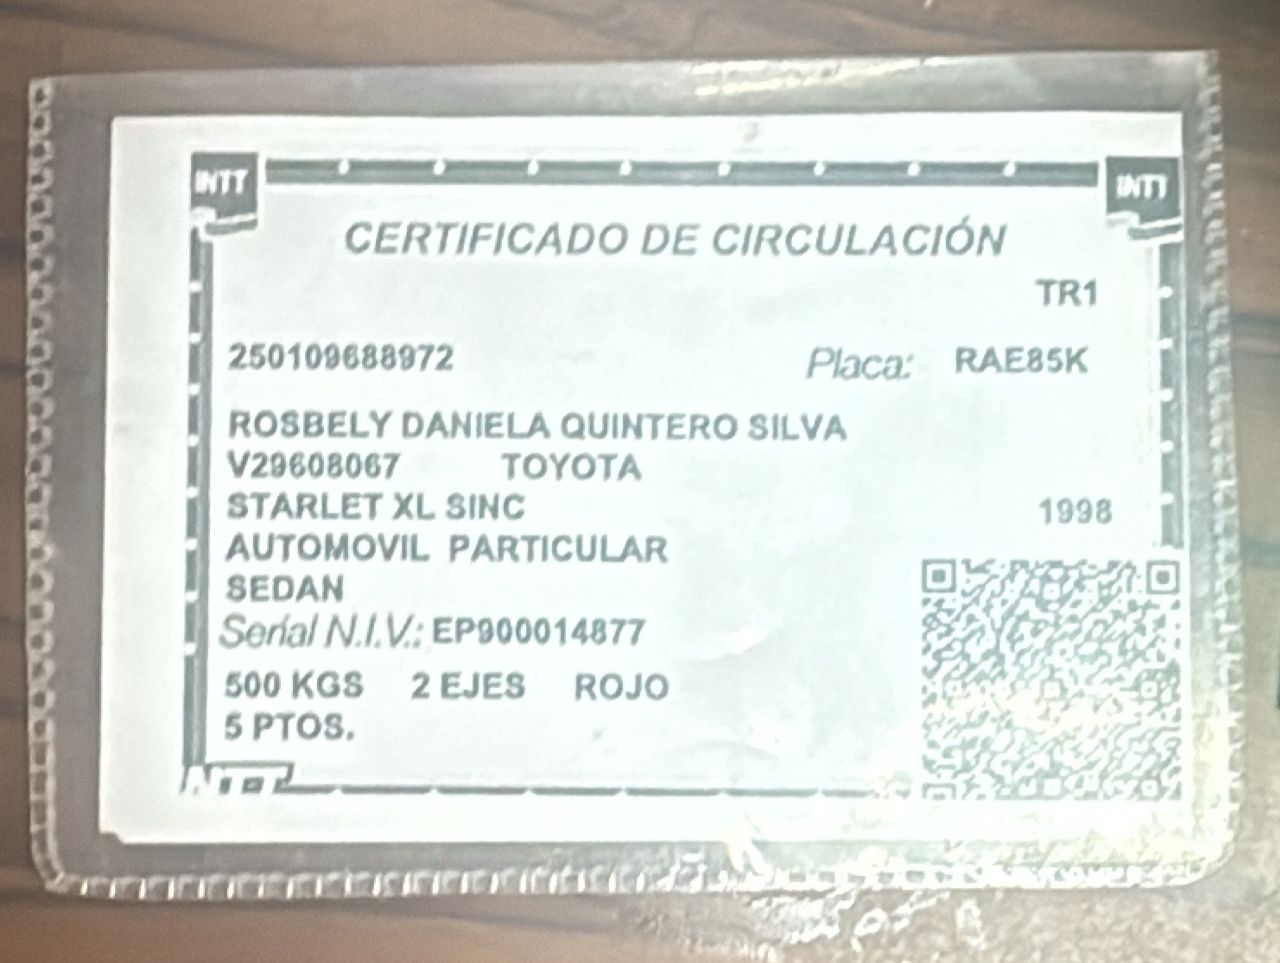 INTT INTT
CERTIFICADO DE CIRCULACIÓN
TR1
250109688972 Placa: RAE85K
ROSBELY DANIELA QUINTERO SILVA
V29608067 TOYOTA
STARLET XL SINC 1998
AUTOMOVIL PARTICULAR
SEDAN
Serial N.I.V.: EP900014877
500 KGS 2 EJES ROJO
5 PTOS.